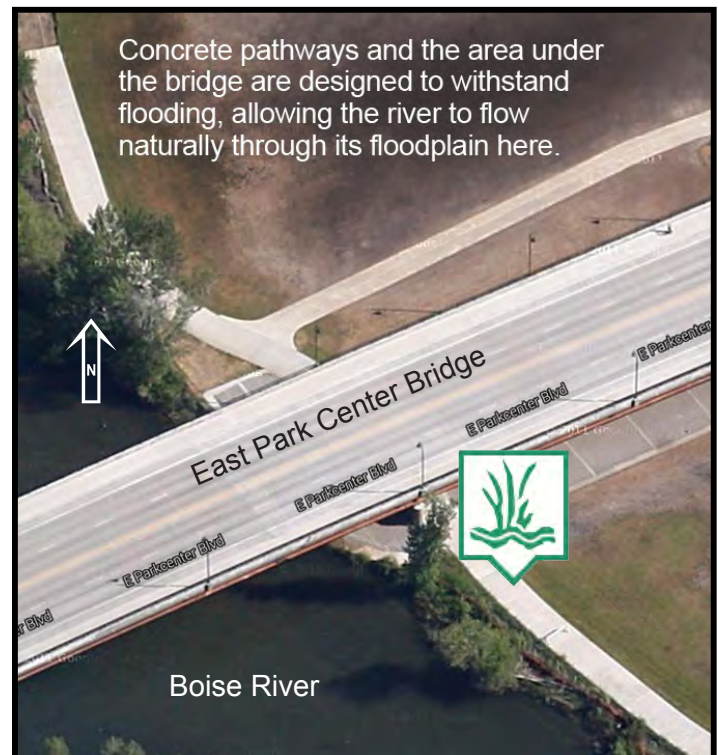 Concrete pathways and the area under
the bridge are designed to withstand
flooding, allowing the river to flow
naturally through its floodplain here.
N
East Park Center Bridge
E Parkcenter Blvd
E Parkcenter Blvd
E Parkcenter Blvd
E Parkcenter Blvd
Blvd
Boise River